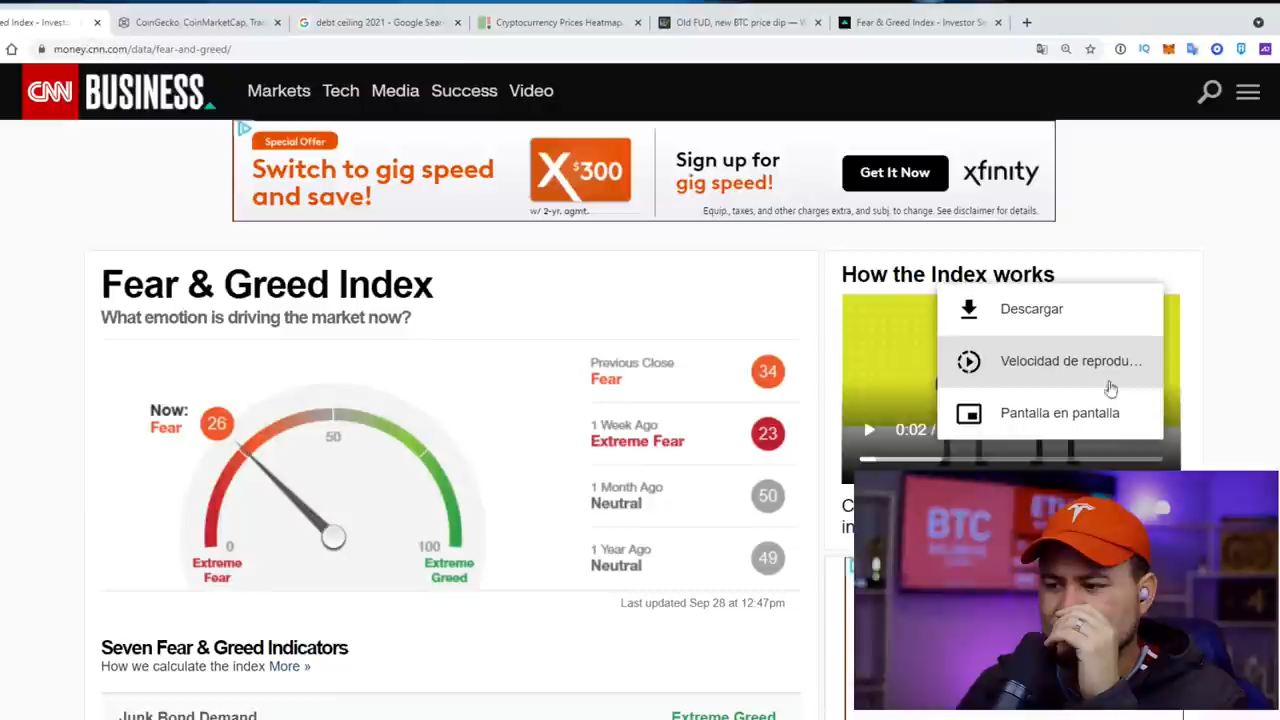 ed Index - Investo
CoinGecko, CoinMarketCap, Trac
debt ceiling 2021 - Google Sear
Cryptocurrency Prices Heatmap,
Old FUD, new BTC price dip — W
Fear & Greed Index - Investor Se
money.cnn.com/data/fear-and-greed/
CNN BUSINESS
Markets Tech Media Success Video
Special Offer
Switch to gig speed
and save!
X $300
w/ 2-yr. agmt.
Sign up for
gig speed!
Get It Now
xfinity
Equip., taxes, and other charges extra, and subj. to change. See disclaimer for details.
Fear & Greed Index
What emotion is driving the market now?
Now:
Fear
26
50
0
100
Extreme
Fear
Extreme
Greed
Previous Close
Fear
34
1 Week Ago
Extreme Fear
23
1 Month Ago
Neutral
50
1 Year Ago
Neutral
49
Last updated Sep 28 at 12:47pm
Seven Fear & Greed Indicators
How we calculate the index More »
Junk Bond Demand
Extreme Greed
How the Index works
Descargar
Velocidad de reprodu…
Pantalla en pantalla
0:02 /
C
in
BTC